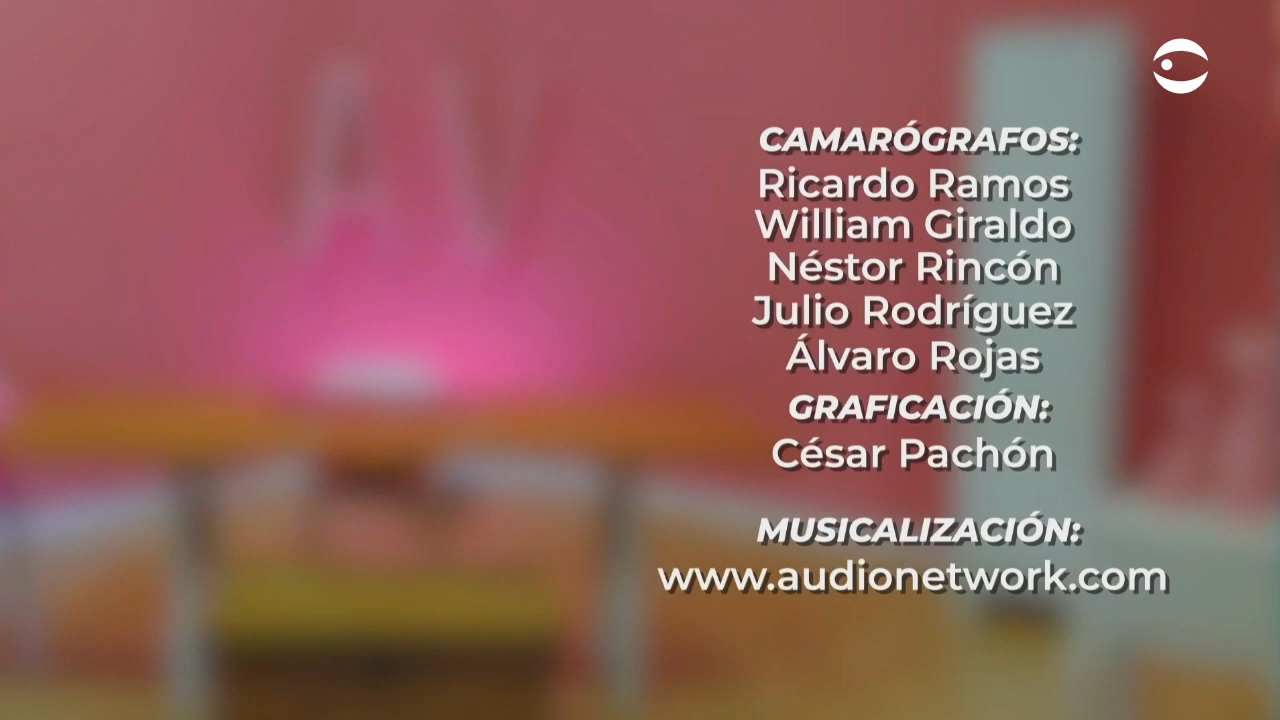 CAMARÓGRAFOS:
Ricardo Ramos
William Giraldo
Néstor Rincón
Julio Rodríguez
Álvaro Rojas
GRAFICACIÓN:
César Pachón
MUSICALIZACIÓN:
www.audionetwork.com